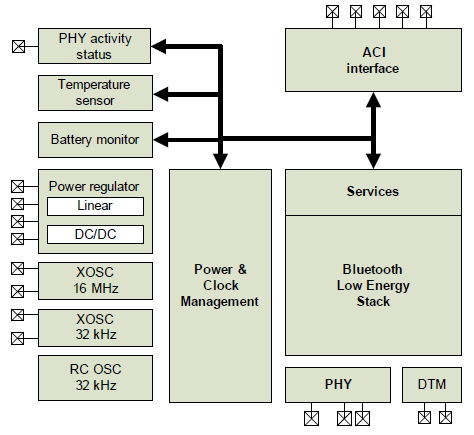 PHY activity
status
Temperature
sensor
Battery monitor
Power regulator
Linear
DC/DC
XOSC
16 MHz
XOSC
32 kHz
RC OSC
32 kHz
Power &
Clock
Management
ACI
interface
Services
Bluetooth
Low Energy
Stack
PHY
DTM